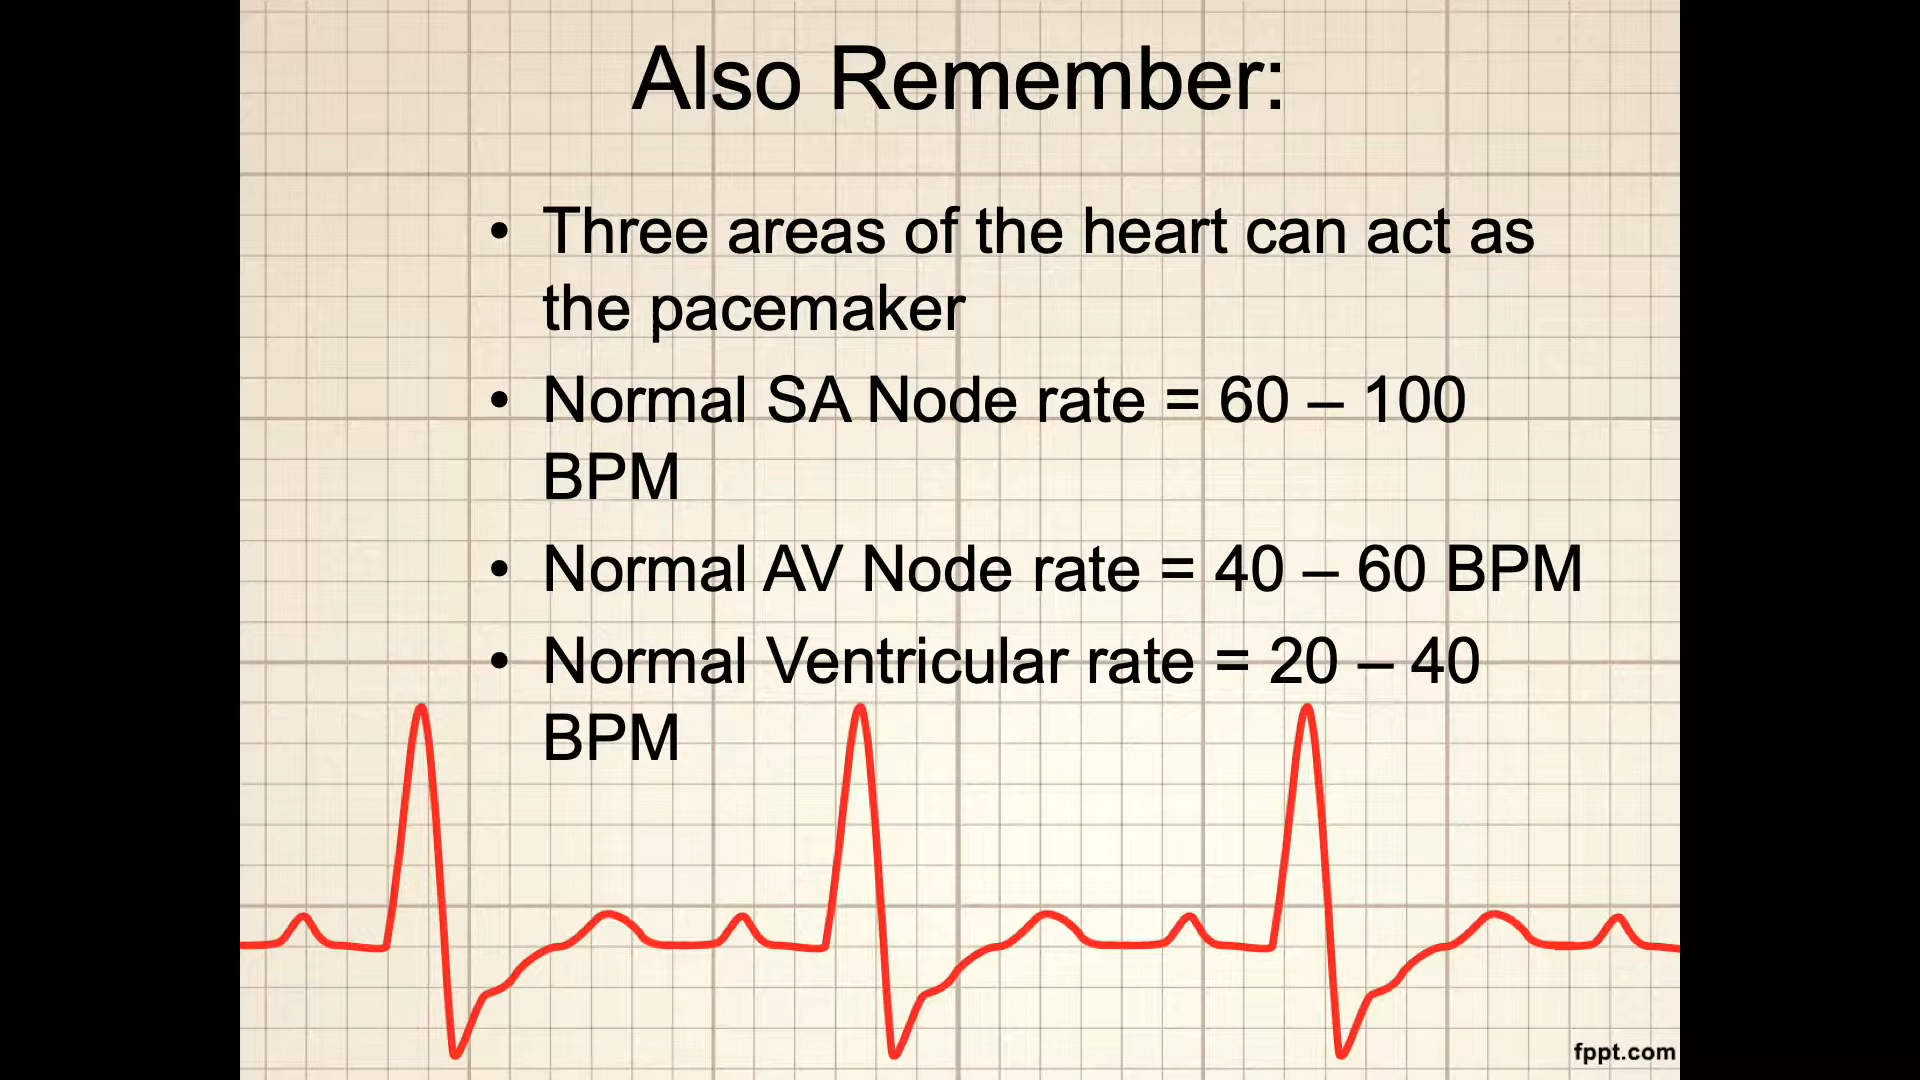 Also Remember:
• Three areas of the heart can act as
the pacemaker
• Normal SA Node rate = 60 – 100
BPM
• Normal AV Node rate = 40 – 60 BPM
• Normal Ventricular rate = 20 – 40
BPM
fppt.com